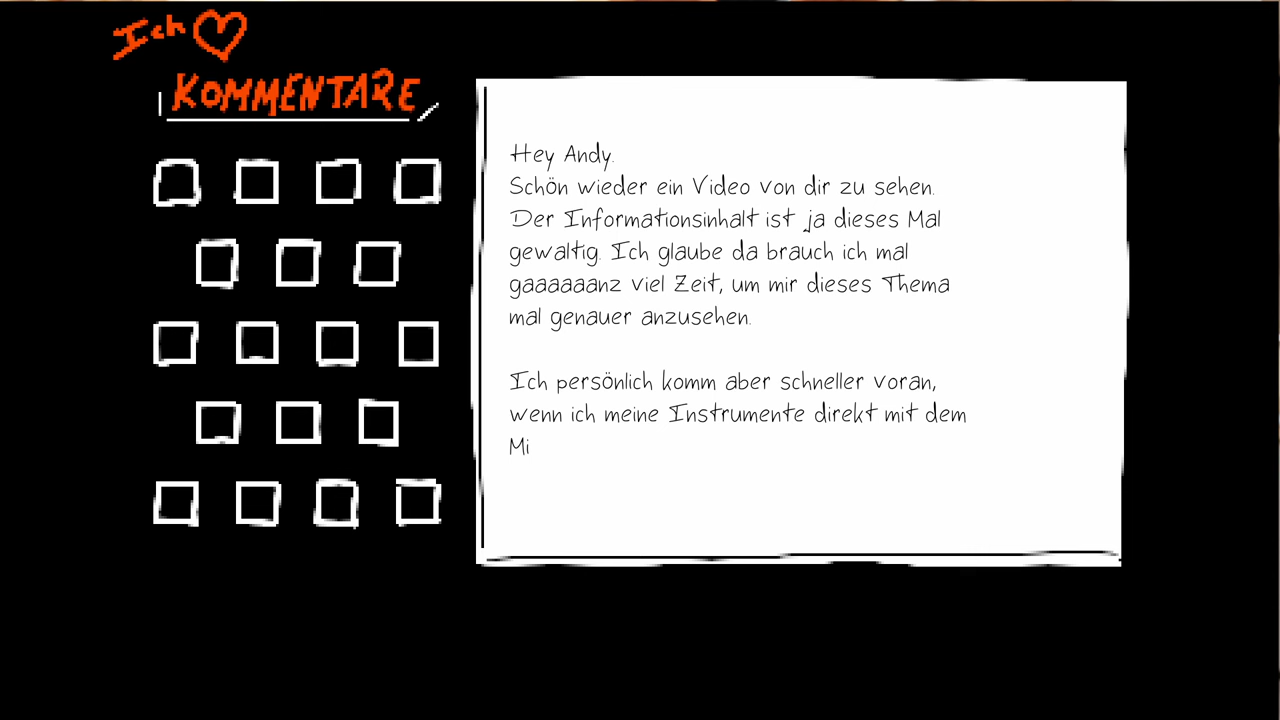 Ich
KOMMENTARE
Hey Andy.
Schön wieder ein Video von dir zu sehen.
Der Informationsinhalt ist ja dieses Mal
gewaltig. Ich glaube da brauch ich mal
gaaaaaanz viel Zeit, um mir dieses Thema
mal genauer anzusehen.
Ich persönlich komm aber schneller voran,
wenn ich meine Instrumente direkt mit dem
Mi